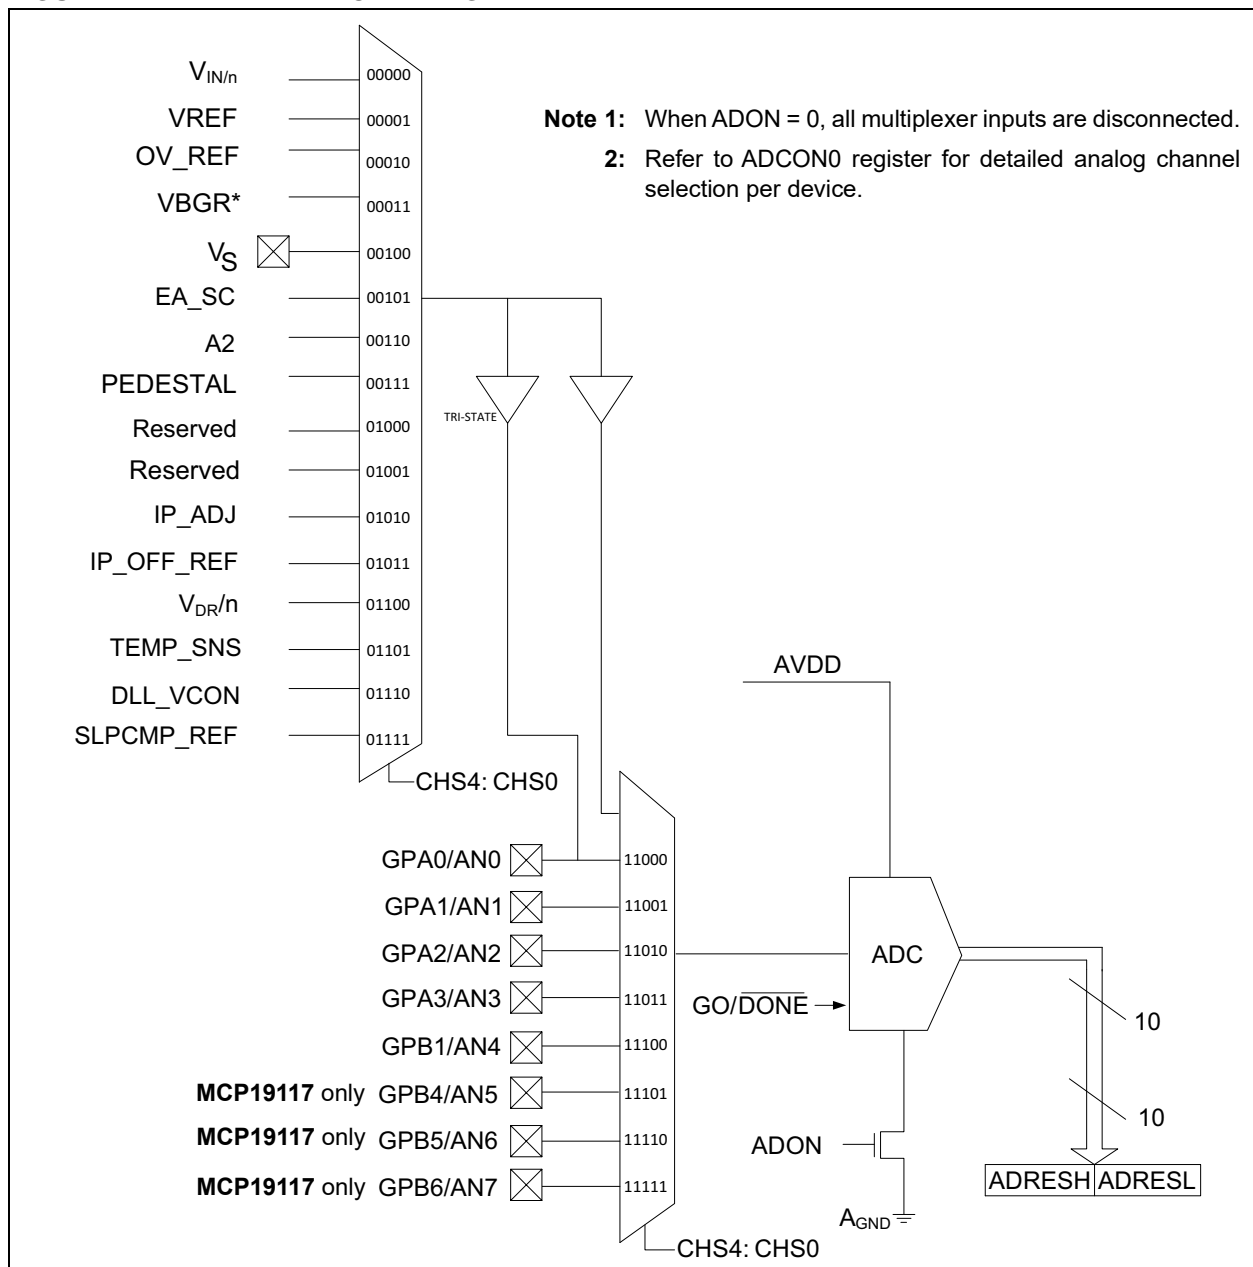 V_IN/n
00000
VREF
00001
Note 1: When ADON = 0, all multiplexer inputs are disconnected.
OV_REF
00010
2: Refer to ADCON0 register for detailed analog channel
selection per device.
VBGR*
00011
VS
00100
EA_SC
00101
A2
00110
PEDESTAL
00111
TRI-STATE
Reserved
01000
Reserved
01001
IP_ADJ
01010
IP_OFF_REF
01011
VDR/n
01100
TEMP_SNS
01101
DLL_VCON
01110
SLPCMP_REF
01111
CHS4: CHS0
AVDD
GPA0/AN0
11000
GPA1/AN1
11001
GPA2/AN2
11010
ADC
GPA3/AN3
11011
GO/DONE
10
GPB1/AN4
11100
MCP19117 only GPB4/AN5
11101
10
MCP19117 only GPB5/AN6
11110
ADON
MCP19117 only GPB6/AN7
11111
ADRESH ADRESL
AGND
CHS4: CHS0